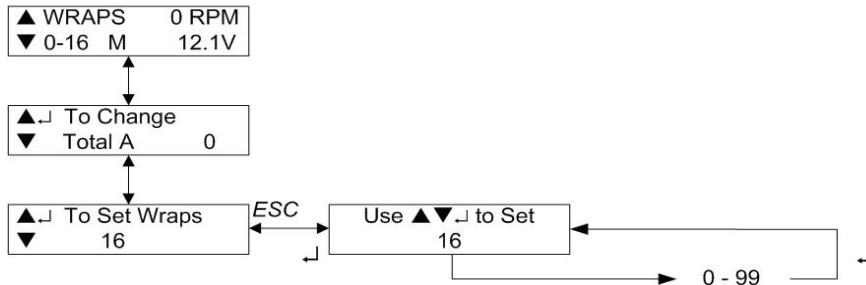 ▲ WRAPS 0 RPM
▼ 0-16 M 12.1V
▲↵ To Change
▼ Total A 0
▲↵ To Set Wraps
▼ 16
ESC
↵
Use ▲▼↵ to Set
16
0 - 99
↵